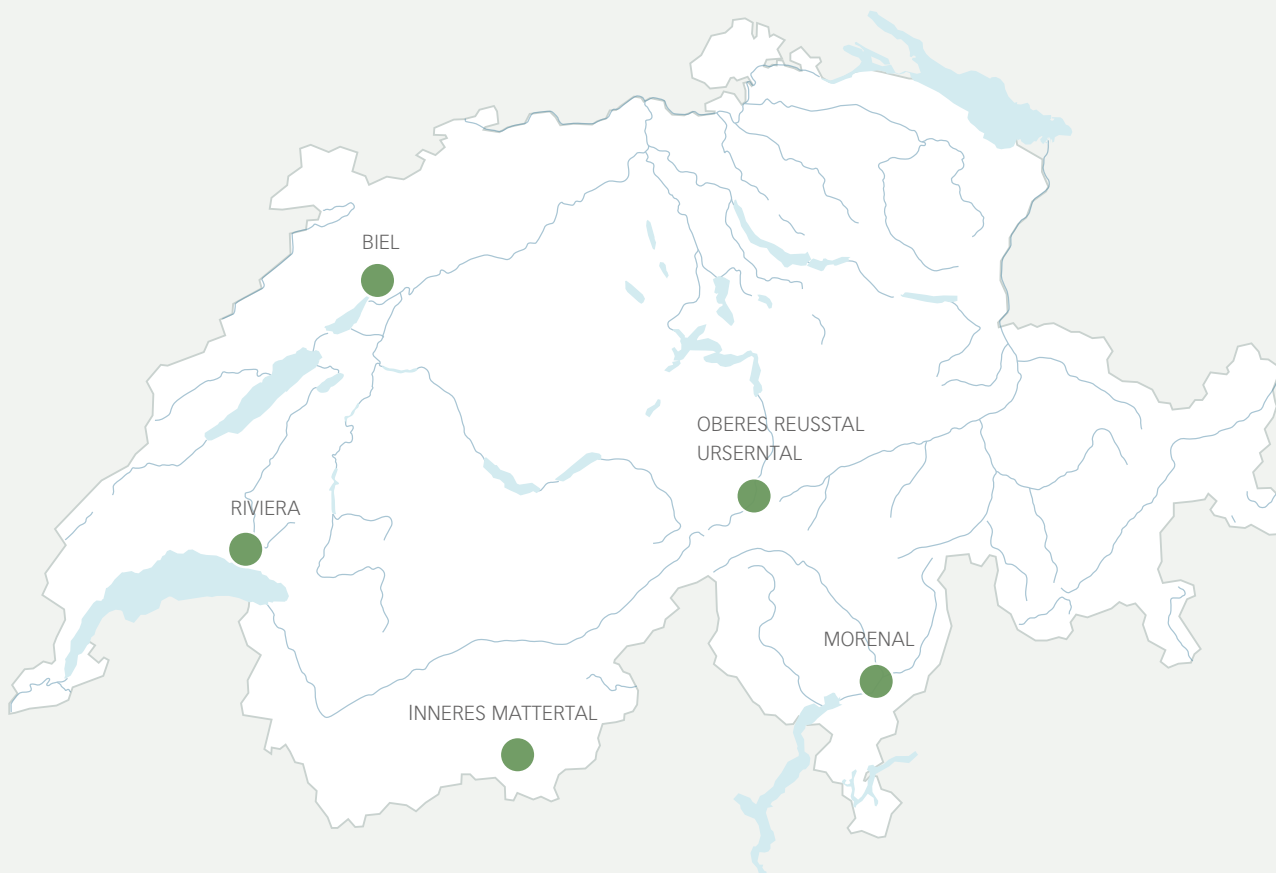 BIEL
OBERES REUSSTAL
URSERNTAL
RIVIERA
MORENAL
INNERES MATTERTAL